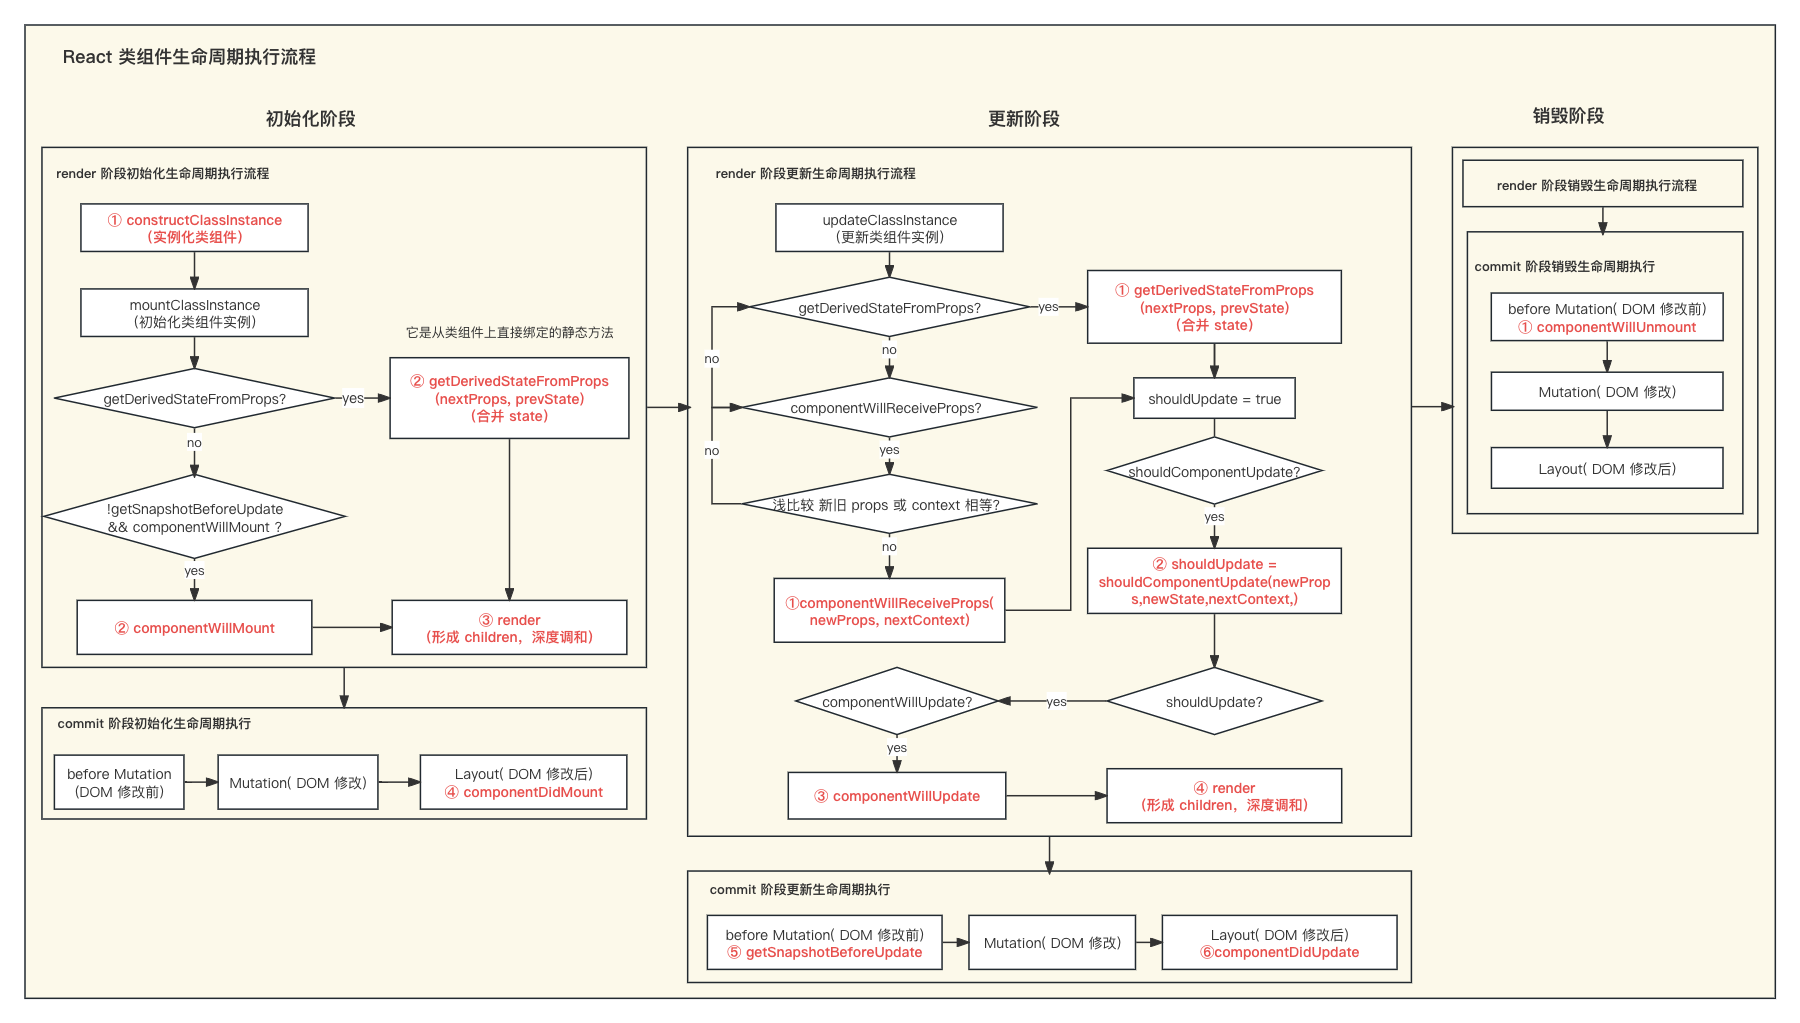 React 类组件生命周期执行流程
初始化阶段
render 阶段初始化生命周期执行流程
① constructClassInstance
（实例化类组件）
mountClassInstance
（初始化类组件实例）
它是从类组件上直接绑定的静态方法
getDerivedStateFromProps?
yes
② getDerivedStateFromProps
(nextProps, prevState)
（合并 state）
no
!getSnapshotBeforeUpdate
&& componentWillMount ?
yes
② componentWillMount
③ render
（形成 children，深度调和）
commit 阶段初始化生命周期执行
before Mutation
（DOM 修改前）
Mutation( DOM 修改）
Layout( DOM 修改后）
④ componentDidMount
更新阶段
render 阶段更新生命周期执行流程
updateClassInstance
（更新类组件实例）
getDerivedStateFromProps?
yes
① getDerivedStateFromProps
(nextProps, prevState)
（合并 state）
no
no
componentWillReceiveProps?
shouldUpdate = true
no
yes
shouldComponentUpdate?
浅比较 新旧 props 或 context 相等？
yes
no
② shouldUpdate =
shouldComponentUpdate(newProp
s,newState,nextContext,)
①componentWillReceiveProps(
newProps, nextContext)
componentWillUpdate?
yes
shouldUpdate?
yes
③ componentWillUpdate
④ render
（形成 children，深度调和）
commit 阶段更新生命周期执行
before Mutation( DOM 修改前）
⑤ getSnapshotBeforeUpdate
Mutation( DOM 修改）
Layout( DOM 修改后）
⑥componentDidUpdate
销毁阶段
render 阶段销毁生命周期执行流程
commit 阶段销毁生命周期执行
before Mutation( DOM 修改前）
① componentWillUnmount
Mutation( DOM 修改）
Layout( DOM 修改后）